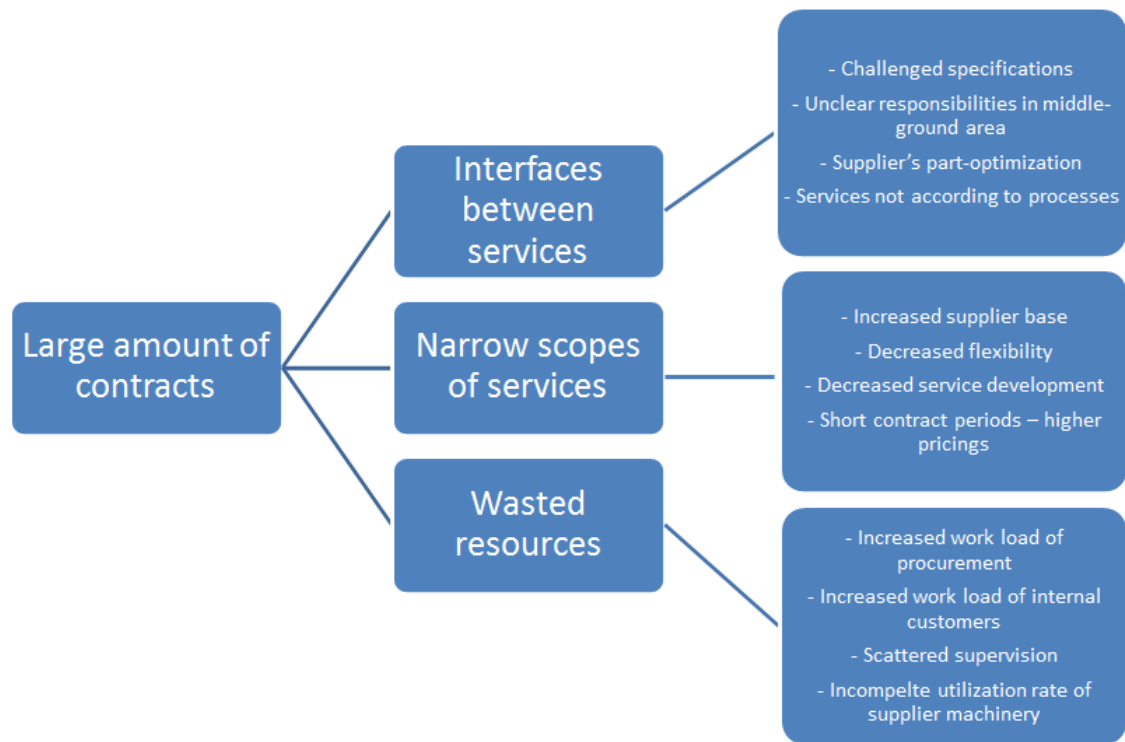 Large amount of
contracts
Interfaces
between
services
Narrow scopes
of services
Wasted
resources
- Challenged specifications
- Unclear responsibilities in middle-
ground area
- Supplier's part-optimization
- Services not according to processes
- Increased supplier base
- Decreased flexibility
- Decreased service development
- Short contract periods – higher
pricings
- Increased work load of
procurement
- Increased work load of internal
customers
- Scattered supervision
- Incompelte utilization rate of
supplier machinery